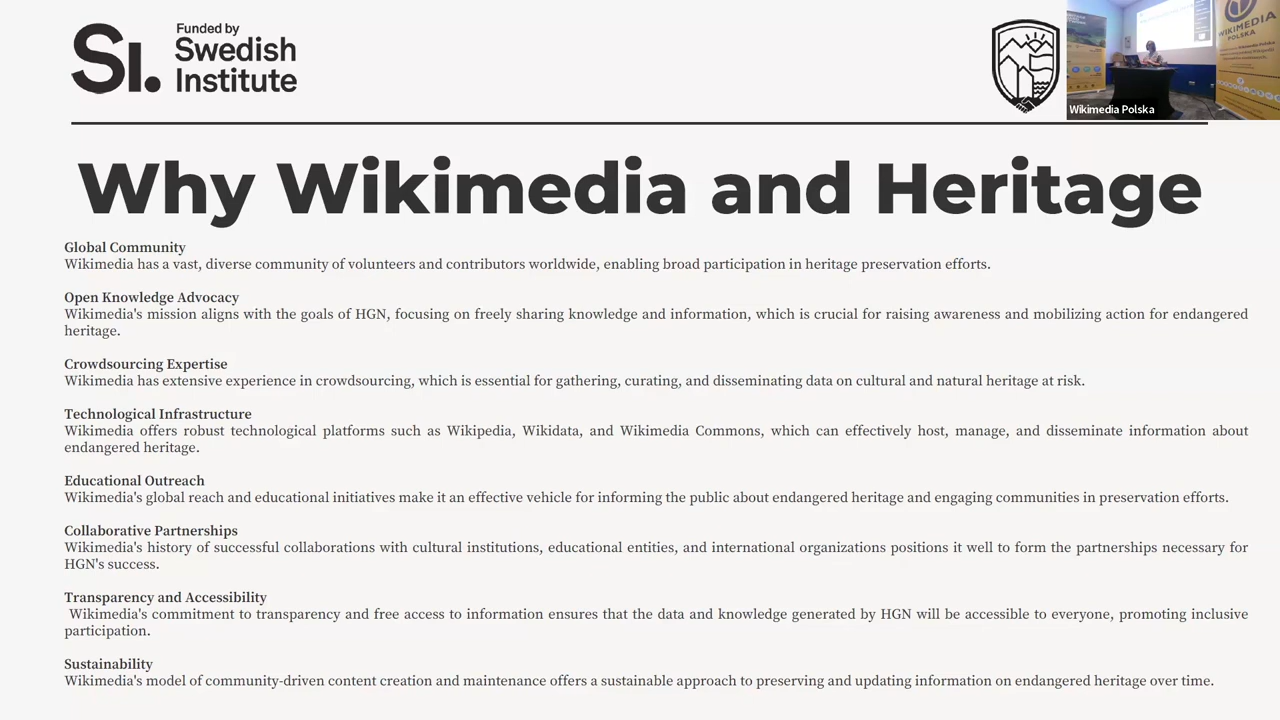 SI.
Funded by
Swedish
Institute
WIKIMEDIA
POLSKA
Wikimedia Polska
Why Wikimedia and Heritage
Global Community
Wikimedia has a vast, diverse community of volunteers and contributors worldwide, enabling broad participation in heritage preservation efforts.
Open Knowledge Advocacy
Wikimedia's mission aligns with the goals of HGN, focusing on freely sharing knowledge and information, which is crucial for raising awareness and mobilizing action for endangered
heritage.
Crowdsourcing Expertise
Wikimedia has extensive experience in crowdsourcing, which is essential for gathering, curating, and disseminating data on cultural and natural heritage at risk.
Technological Infrastructure
Wikimedia offers robust technological platforms such as Wikipedia, Wikidata, and Wikimedia Commons, which can effectively host, manage, and disseminate information about
endangered heritage.
Educational Outreach
Wikimedia's global reach and educational initiatives make it an effective vehicle for informing the public about endangered heritage and engaging communities in preservation efforts.
Collaborative Partnerships
Wikimedia's history of successful collaborations with cultural institutions, educational entities, and international organizations positions it well to form the partnerships necessary for
HGN's success.
Transparency and Accessibility
Wikimedia's commitment to transparency and free access to information ensures that the data and knowledge generated by HGN will be accessible to everyone, promoting inclusive
participation.
Sustainability
Wikimedia's model of community-driven content creation and maintenance offers a sustainable approach to preserving and updating information on endangered heritage over time.